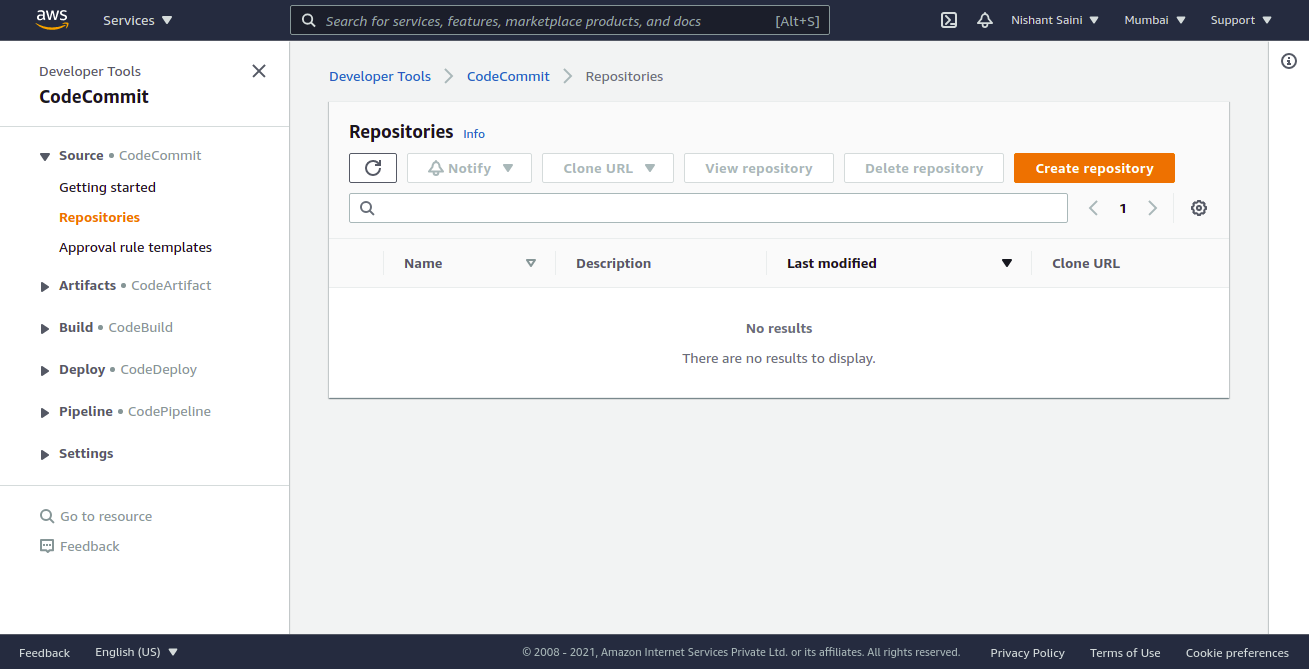 aws Services Search for services, features, marketplace products, and docs [Alt+S] Nishant Saini Mumbai Support
Developer Tools
CodeCommit
Source • CodeCommit
Getting started
Repositories
Approval rule templates
Artifacts • CodeArtifact
Build • CodeBuild
Deploy • CodeDeploy
Pipeline • CodePipeline
Settings
Go to resource
Feedback
Developer Tools CodeCommit Repositories
Repositories Info
Notify Clone URL View repository Delete repository Create repository
1
Name Description Last modified Clone URL
No results
There are no results to display.
Feedback English (US) © 2008 - 2021, Amazon Internet Services Private Ltd. or its affiliates. All rights reserved. Privacy Policy Terms of Use Cookie preferences